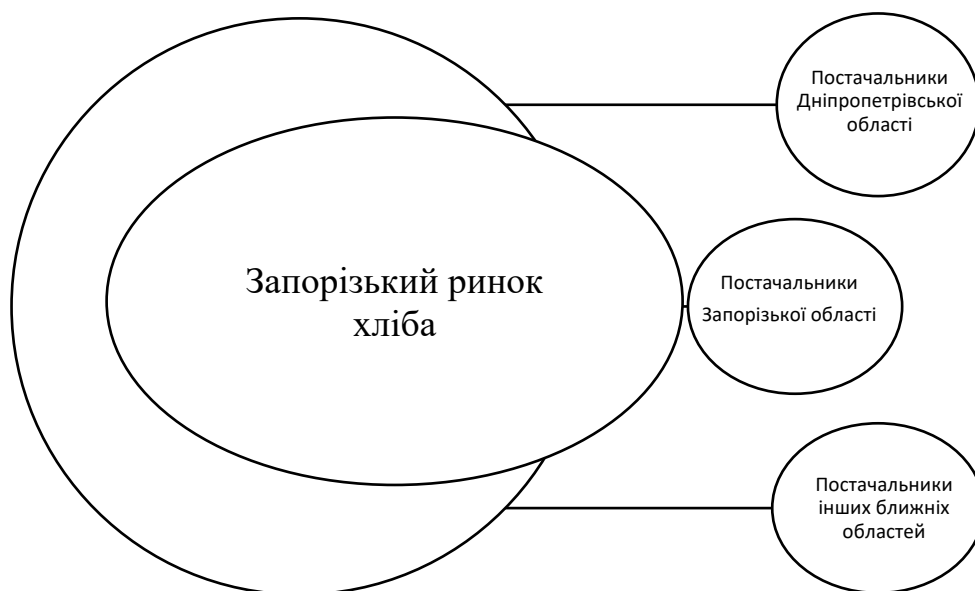 Постачальники
Дніпропетрівської
області
Запорізький ринок
хліба
Постачальники
Запорізької області
Постачальники
інших ближніх
областей